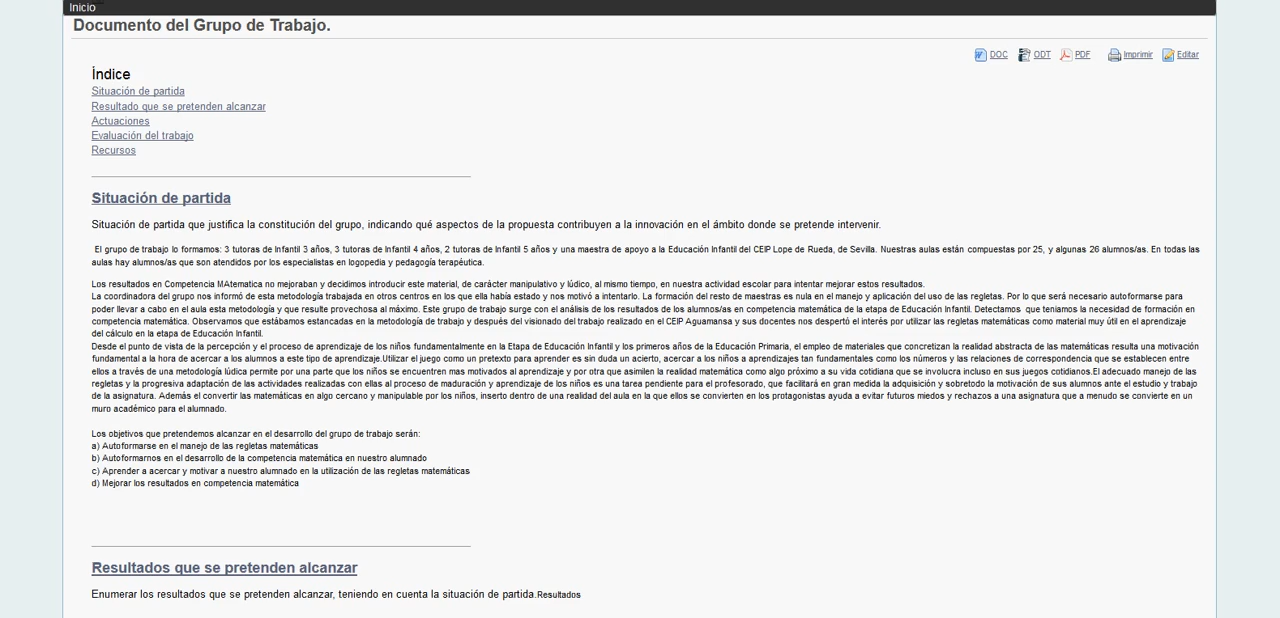 Inicio
Documento del Grupo de Trabajo.
DOC ODT PDF Imprimir Editar
Índice
Situación de partida
Resultado que se pretenden alcanzar
Actuaciones
Evaluación del trabajo
Recursos
Situación de partida
Situación de partida que justifica la constitución del grupo, indicando qué aspectos de la propuesta contribuyen a la innovación en el ámbito donde se pretende intervenir.
El grupo de trabajo lo formamos: 3 tutoras de Infantil 3 años, 3 tutoras de Infantil 4 años, 2 tutoras de Infantil 5 años y una maestra de apoyo a la Educación Infantil del CEIP Lope de Rueda, de Sevilla. Nuestras aulas están compuestas por 25, y algunas 26 alumnos/as. En todas las
aulas hay alumnos/as que son atendidos por los especialistas en logopedia y pedagogía terapeútica.
Los resultados en Competencia MAtematica no mejoraban y decidimos introducir este material, de carácter manipulativo y lúdico, al mismo tiempo, en nuestra actividad escolar para intentar mejorar estos resultados.
La coordinadora del grupo nos informó de esta metodología trabajada en otros centros en los que ella había estado y nos motivó a intentarlo. La formación del resto de maestras es nula en el manejo y aplicación del uso de las regletas. Por lo que será necesario autoformarse para
poder llevar a cabo en el aula esta metodología y que resulte provechosa al máximo. Este grupo de trabajo surge con el análisis de los resultados de los alumnos/as en competencia matemática de la etapa de Educación Infantil. Detectamos que teniamos la necesidad de formación en
competencia matemática. Observamos que estábamos estancadas en la metodología de trabajo y después del visionado del trabajo realizado en el CEIP Aguamansa y sus docentes nos despertó el interés por utilizar las regletas matemáticas como material muy útil en el aprendizaje
del cálculo en la etapa de Educación Infantil.
Desde el punto de vista de la percepción y el proceso de aprendizaje de los niños fundamentalmente en la Etapa de Educación Infantil y los primeros años de la Educación Primaria, el empleo de materiales que concretizan la realidad abstracta de las matemáticas resulta una motivación
fundamental a la hora de acercar a los alumnos a este tipo de aprendizaje.Utilizar el juego como un pretexto para aprender es sin duda un acierto, acercar a los niños a aprendizajes tan fundamentales como los números y las relaciones de correspondencia que se establecen entre
ellos a través de una metodología lúdica permite por una parte que los niños se encuentren mas motivados al aprendizaje y por otra que asimilen la realidad matemática como algo próximo a su vida cotidiana que se involucra incluso en sus juegos cotidianos.El adecuado manejo de las
regletas y la progresiva adaptación de las actividades realizadas con ellas al proceso de maduración y aprendizaje de los niños es una tarea pendiente para el profesorado, que facilitará en gran medida la adquisición y sobretodo la motivación de sus alumnos ante el estudio y trabajo
de la asignatura. Además el convertir las matemáticas en algo cercano y manipulable por los niños, inserto dentro de una realidad del aula en la que ellos se convierten en los protagonistas ayuda a evitar futuros miedos y rechazos a una asignatura que a menudo se convierte en un
muro académico para el alumnado.
Los objetivos que pretendemos alcanzar en el desarrollo del grupo de trabajo serán:
a) Autoformarse en el manejo de las regletas matemáticas
b) Autoformarnos en el desarrollo de la competencia matemática en nuestro alumnado
c) Aprender a acercar y motivar a nuestro alumnado en la utilización de las regletas matemáticas
d) Mejorar los resultados en competencia matemática
Resultados que se pretenden alcanzar
Enumerar los resultados que se pretenden alcanzar, teniendo en cuenta la situación de partida.Resultados